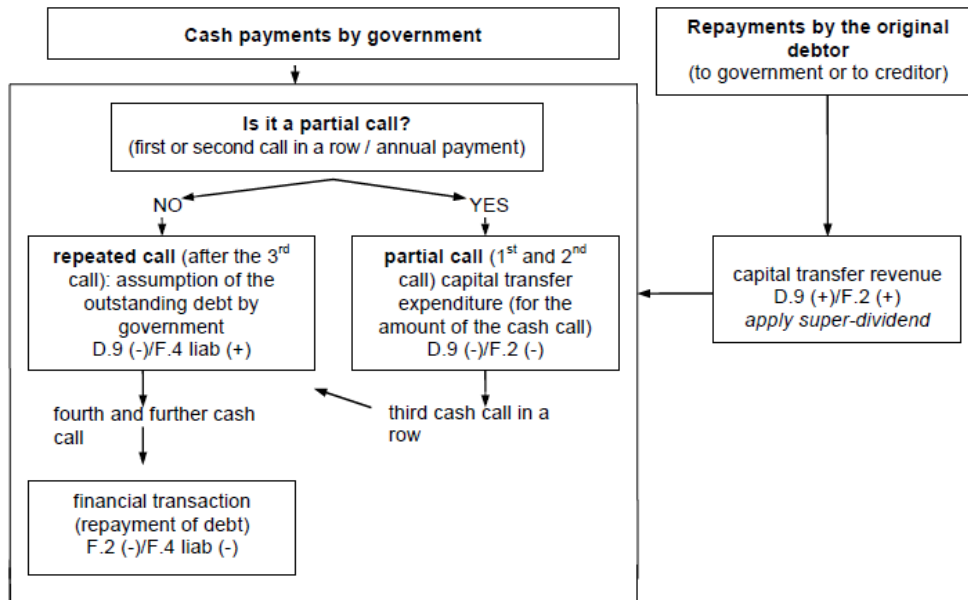 Cash payments by government
Repayments by the original
debtor
(to government or to creditor)
Is it a partial call?
(first or second call in a row / annual payment)
NO
YES
repeated call (after the 3rd
call): assumption of the
outstanding debt by
government
D.9 (-)/F.4 liab (+)
partial call (1st and 2nd
call) capital transfer
expenditure (for the
amount of the cash call)
D.9 (-)/F.2 (-)
capital transfer revenue
D.9 (+)/F.2 (+)
apply super-dividend
fourth and further cash
call
third cash call in a
row
financial transaction
(repayment of debt)
F.2 (-)/F.4 liab (-)